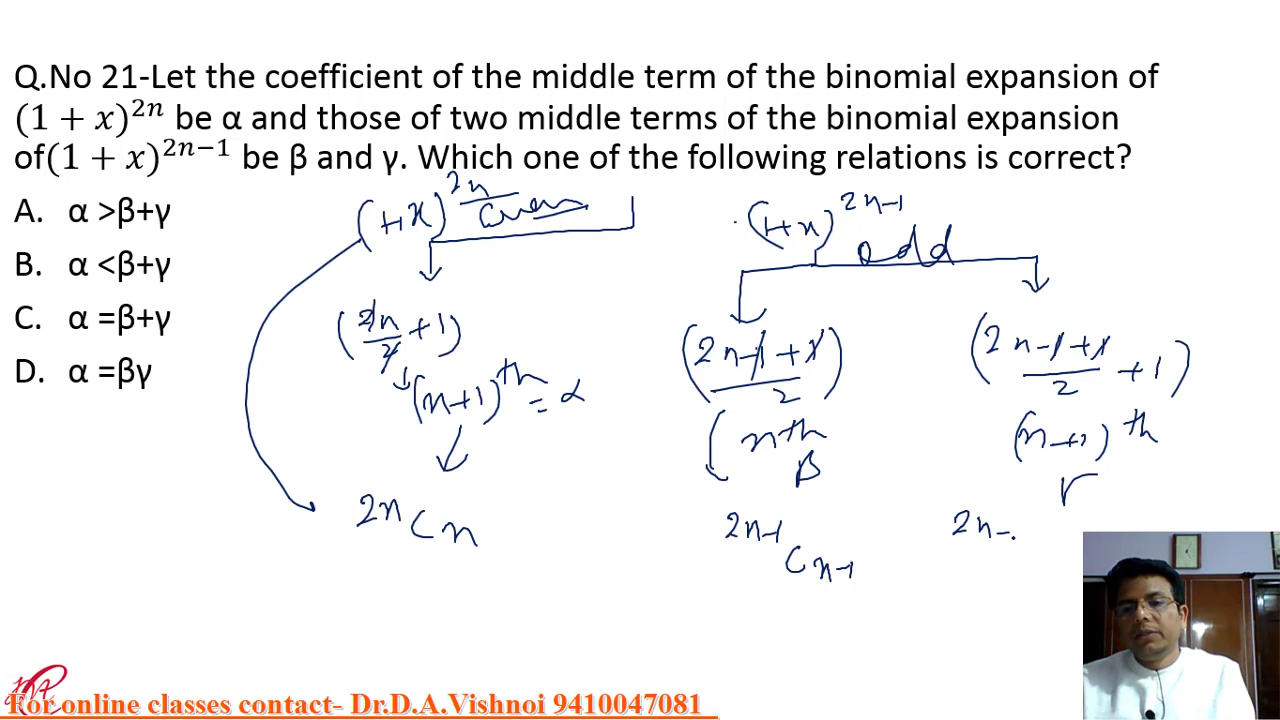 Q.No 21-Let the coefficient of the middle term of the binomial expansion of
(1 + x)^{2n} be α and those of two middle terms of the binomial expansion
of(1 + x)^{2n−1} be β and γ. Which one of the following relations is correct?
A. α >β+γ
B. α <β+γ
C. α =β+γ
D. α =βγ
(1+x)^{2n} even
(1+x)^{2n-1} odd
(2n/2 + 1)
(2n-1+1 / 2)
(2n-1+1 / 2 + 1)
(n+1)^{th} = α
nth
(n+1)^{th}
β
γ
2n C n
2n-1 C n-1
2n-
For online classes contact- Dr.D.A.Vishnoi 9410047081